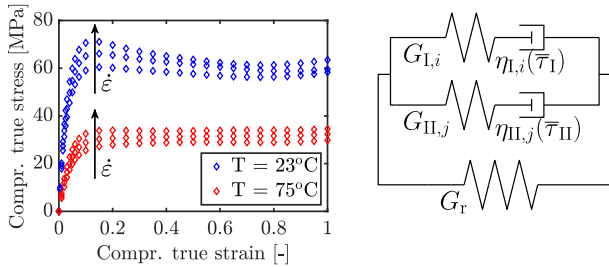 Compr. true stress [MPa]
80
60
40
20
0
ε̇
ε̇
T = 23°C
T = 75°C
0 0.2 0.4 0.6 0.8 1
Compr. true strain [-]
G_I,i η_I,i(τ̅_I)
G_II,j η_II,j(τ̅_II)
G_r